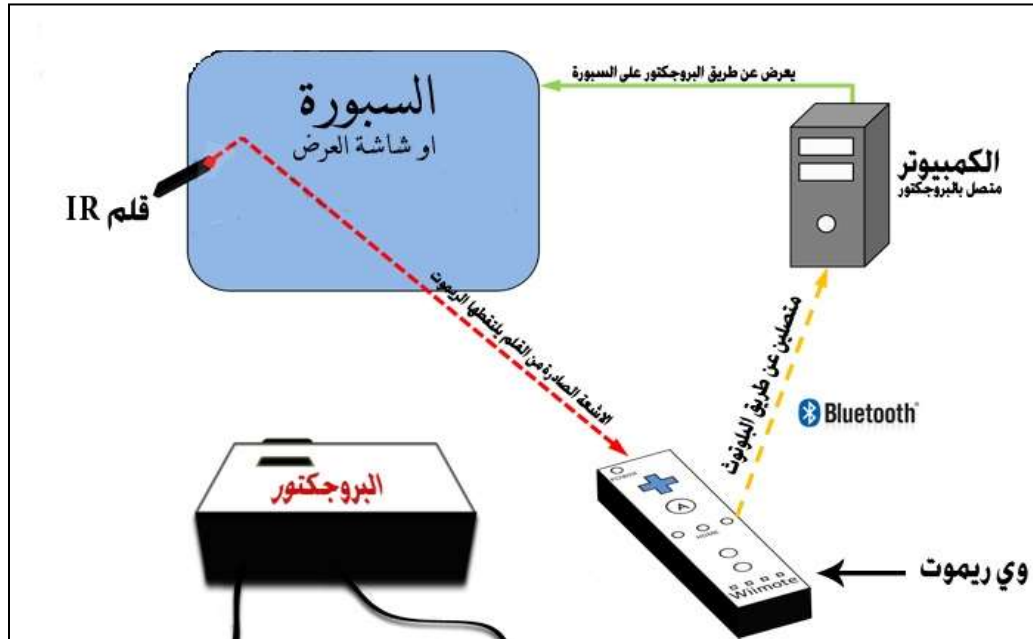 يعرض عن طريق البروجكتور على السبورة
السبورة
او شاشة العرض
الكمبيوتر
متصل بالبروجكتور
قلم IR
الاشعة الصادرة من القلم يلتقطها الريموت
متصلين عن طريق البلوتوث
Bluetooth
البروجكتور
POWER
A
HOME
Wiimote
وي ريموت